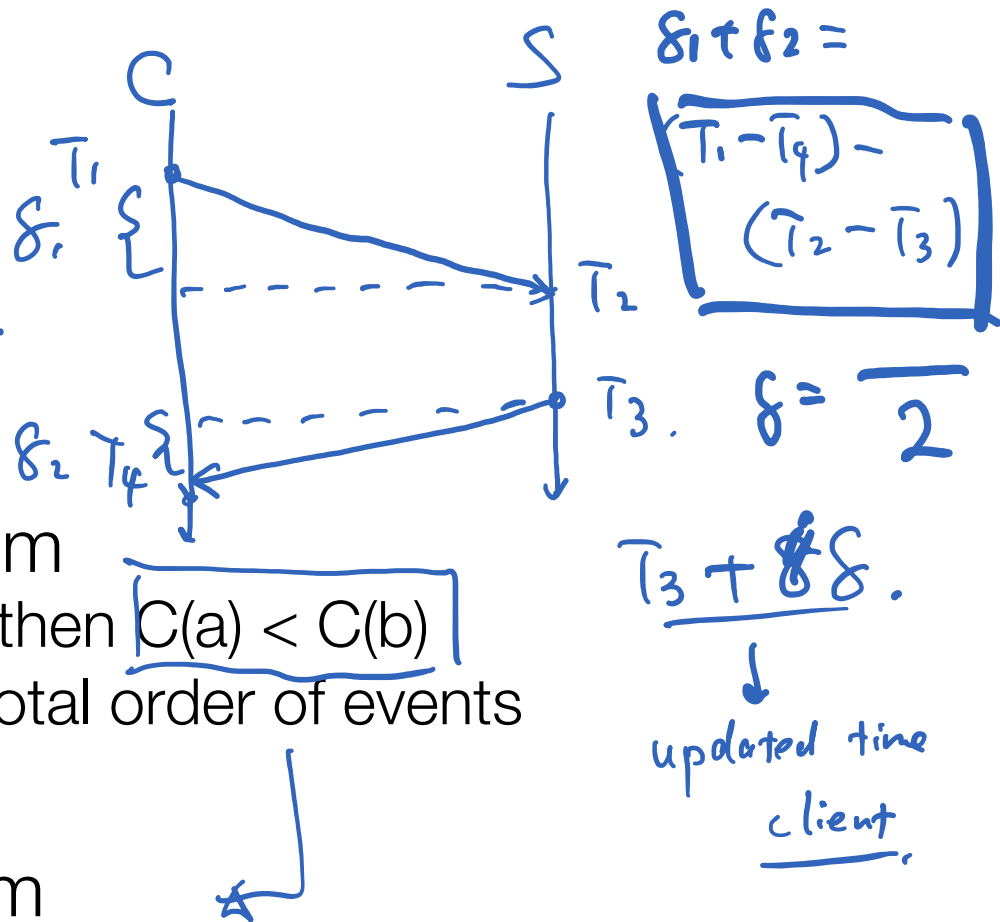 C
S
δ₁ + δ₂ =
T₁
(T₁ - T₄) -
(T₂ - T₃)
δ₁ {
T₂
T₃.
δ = ― / 2
δ₂ T₄ {
m
T₃ + δ.
then C(a) < C(b)
otal order of events
updated time
client.
m